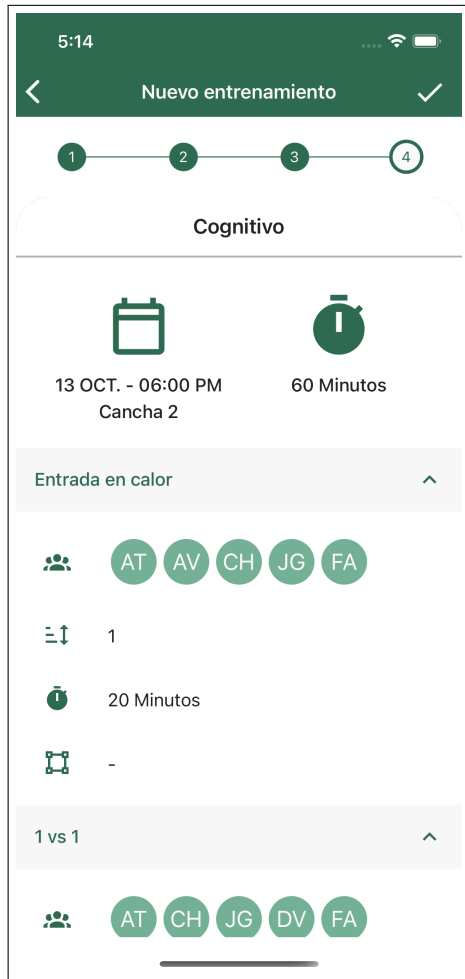 5:14
Nuevo entrenamiento
1 2 3 4
Cognitivo
13 OCT. - 06:00 PM 60 Minutos
Cancha 2
Entrada en calor
AT AV CH JG FA
1
20 Minutos
-
1 vs 1
AT CH JG DV FA